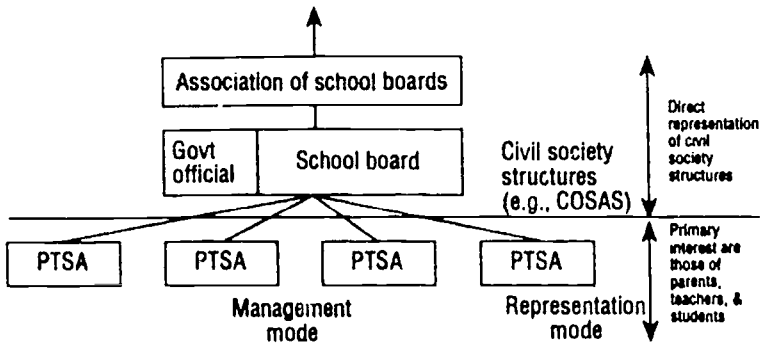 Association of school boards
Govt
official
School board
Civil society
structures
(e.g., COSAS)
Direct
representation
of civil
society
structures
PTSA
PTSA
PTSA
PTSA
Primary
interest are
those of
parents,
teachers, &
students
Management
mode
Representation
mode